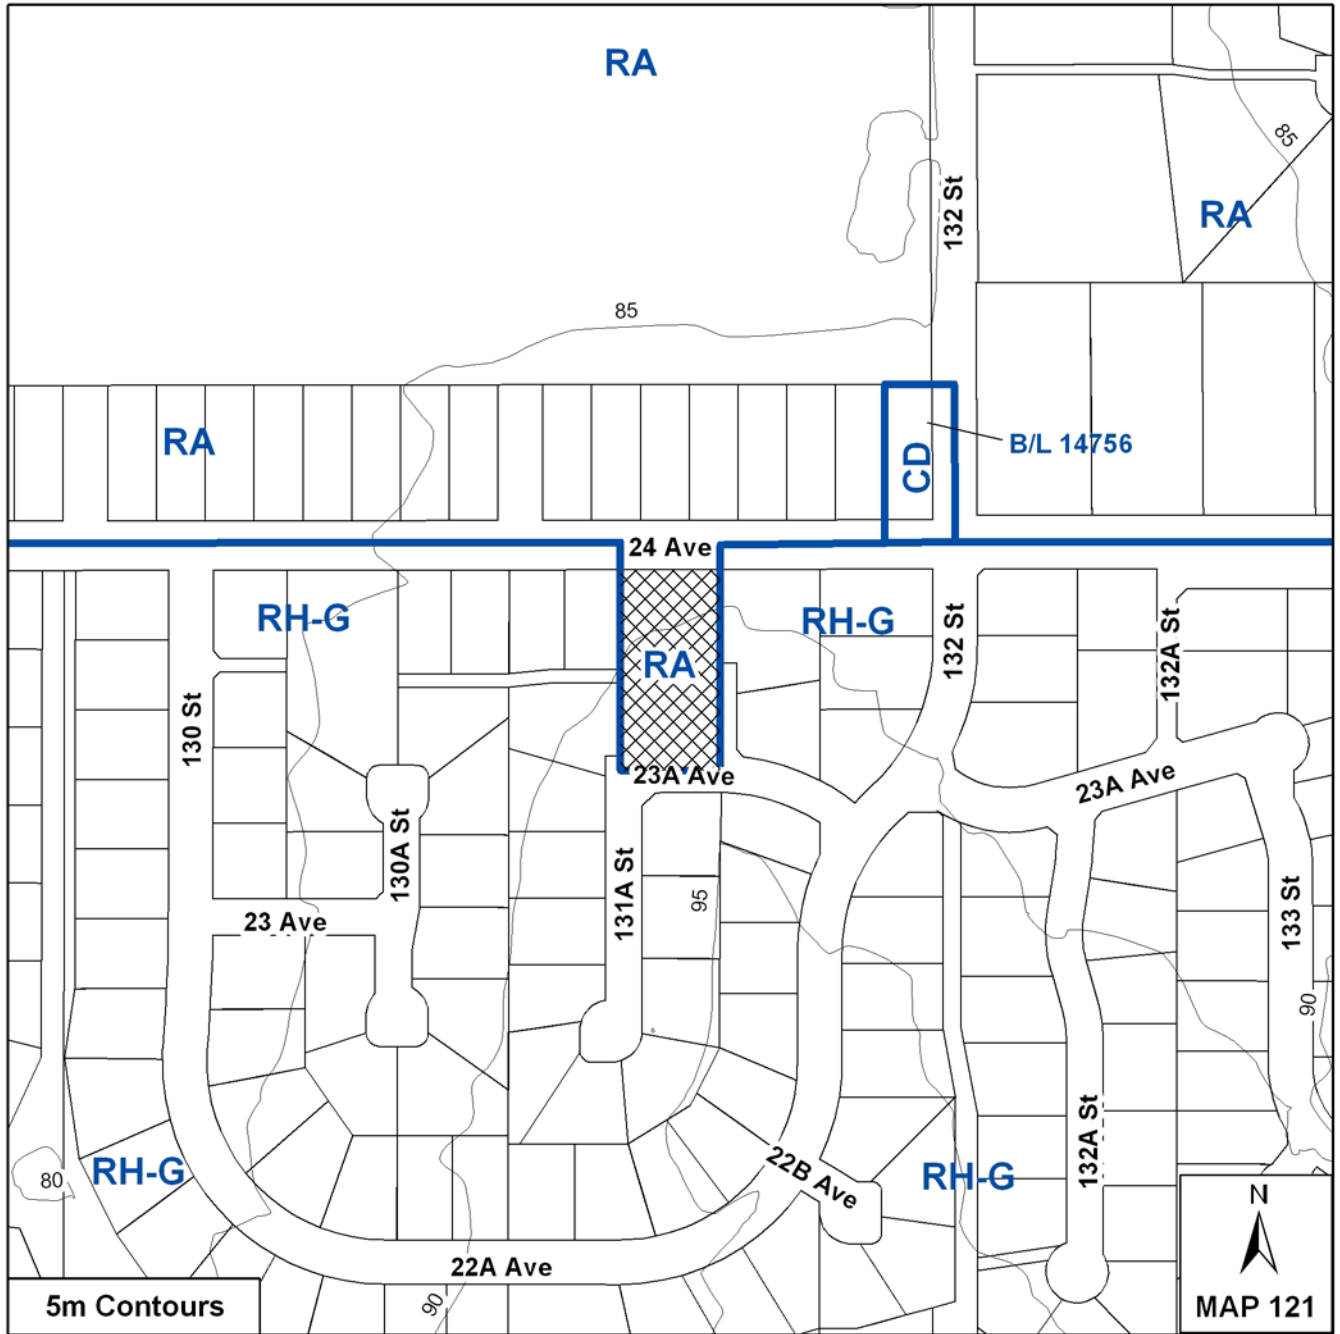 RA
85
132 St
RA
85
RA
CD
B/L 14756
24 Ave
RH-G
RA
RH-G
132 St
132A St
130 St
23A Ave
23A Ave
130A St
131A St
95
133 St
23 Ave
90
132A St
RH-G
80
22B Ave
RH-G
22A Ave
90
5m Contours
N
MAP 121